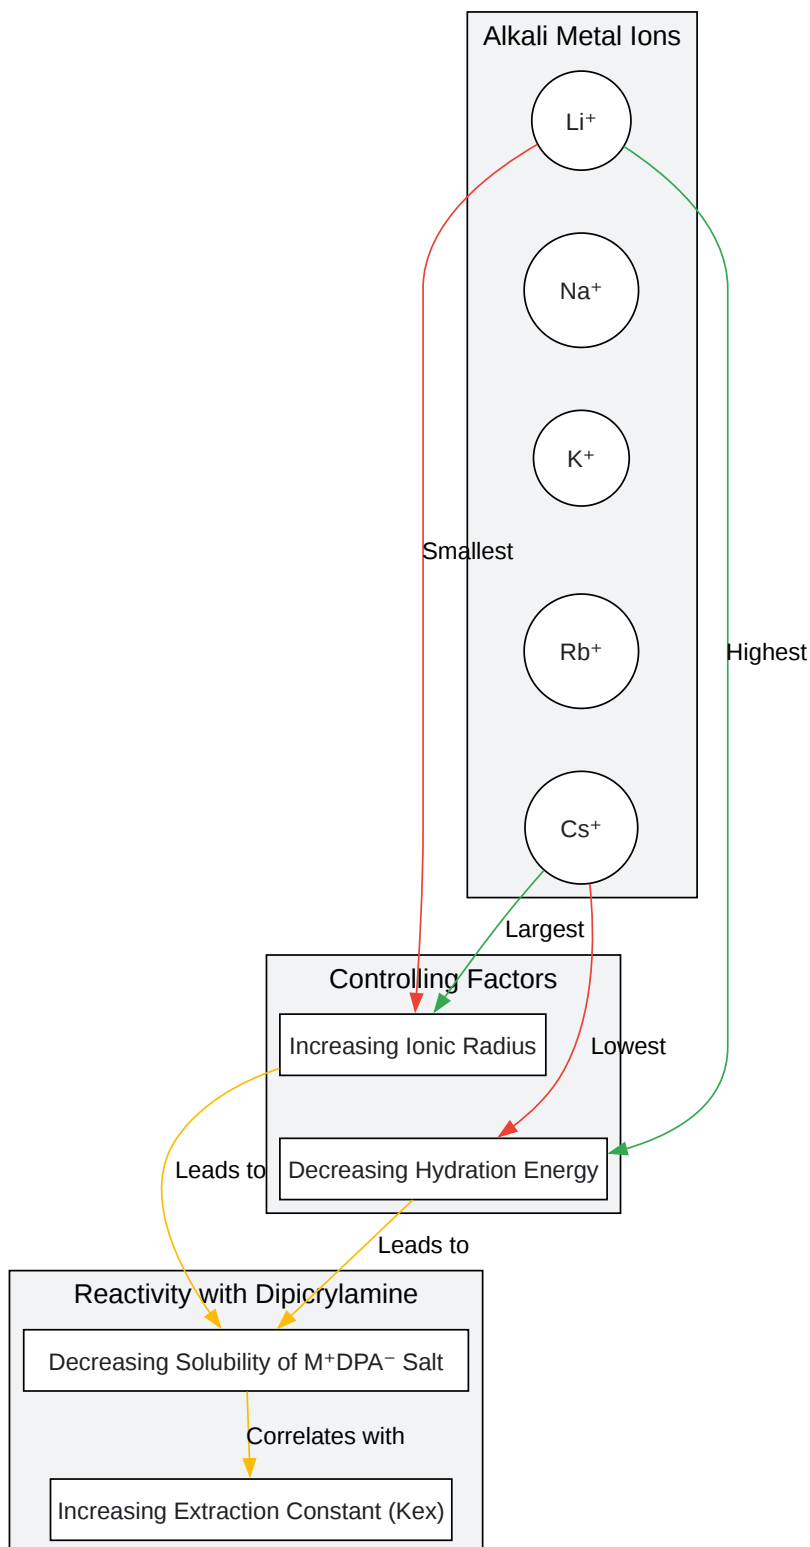 Alkali Metal Ions
Li⁺
Na⁺
K⁺
Smallest
Rb⁺
Highest
Cs⁺
Largest
Controlling Factors
Increasing Ionic Radius
Lowest
Decreasing Hydration Energy
Leads to
Leads to
Reactivity with Dipicrylamine
Decreasing Solubility of M⁺DPA⁻ Salt
Correlates with
Increasing Extraction Constant (Kex)